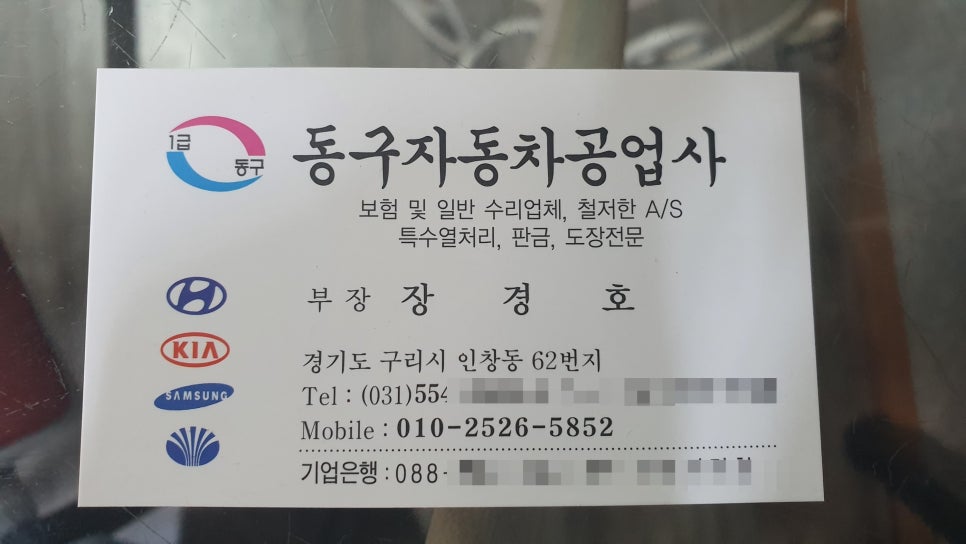 1급
동구
동구자동차공업사
보험 및 일반 수리업체, 철저한 A/S
특수열처리, 판금, 도장전문
부 장 장 경 호
KIA
SAMSUNG
경기도 구리시 인창동 62번지
Tel : (031)554
Mobile : 010-2526-5852
기업은행 : 088-